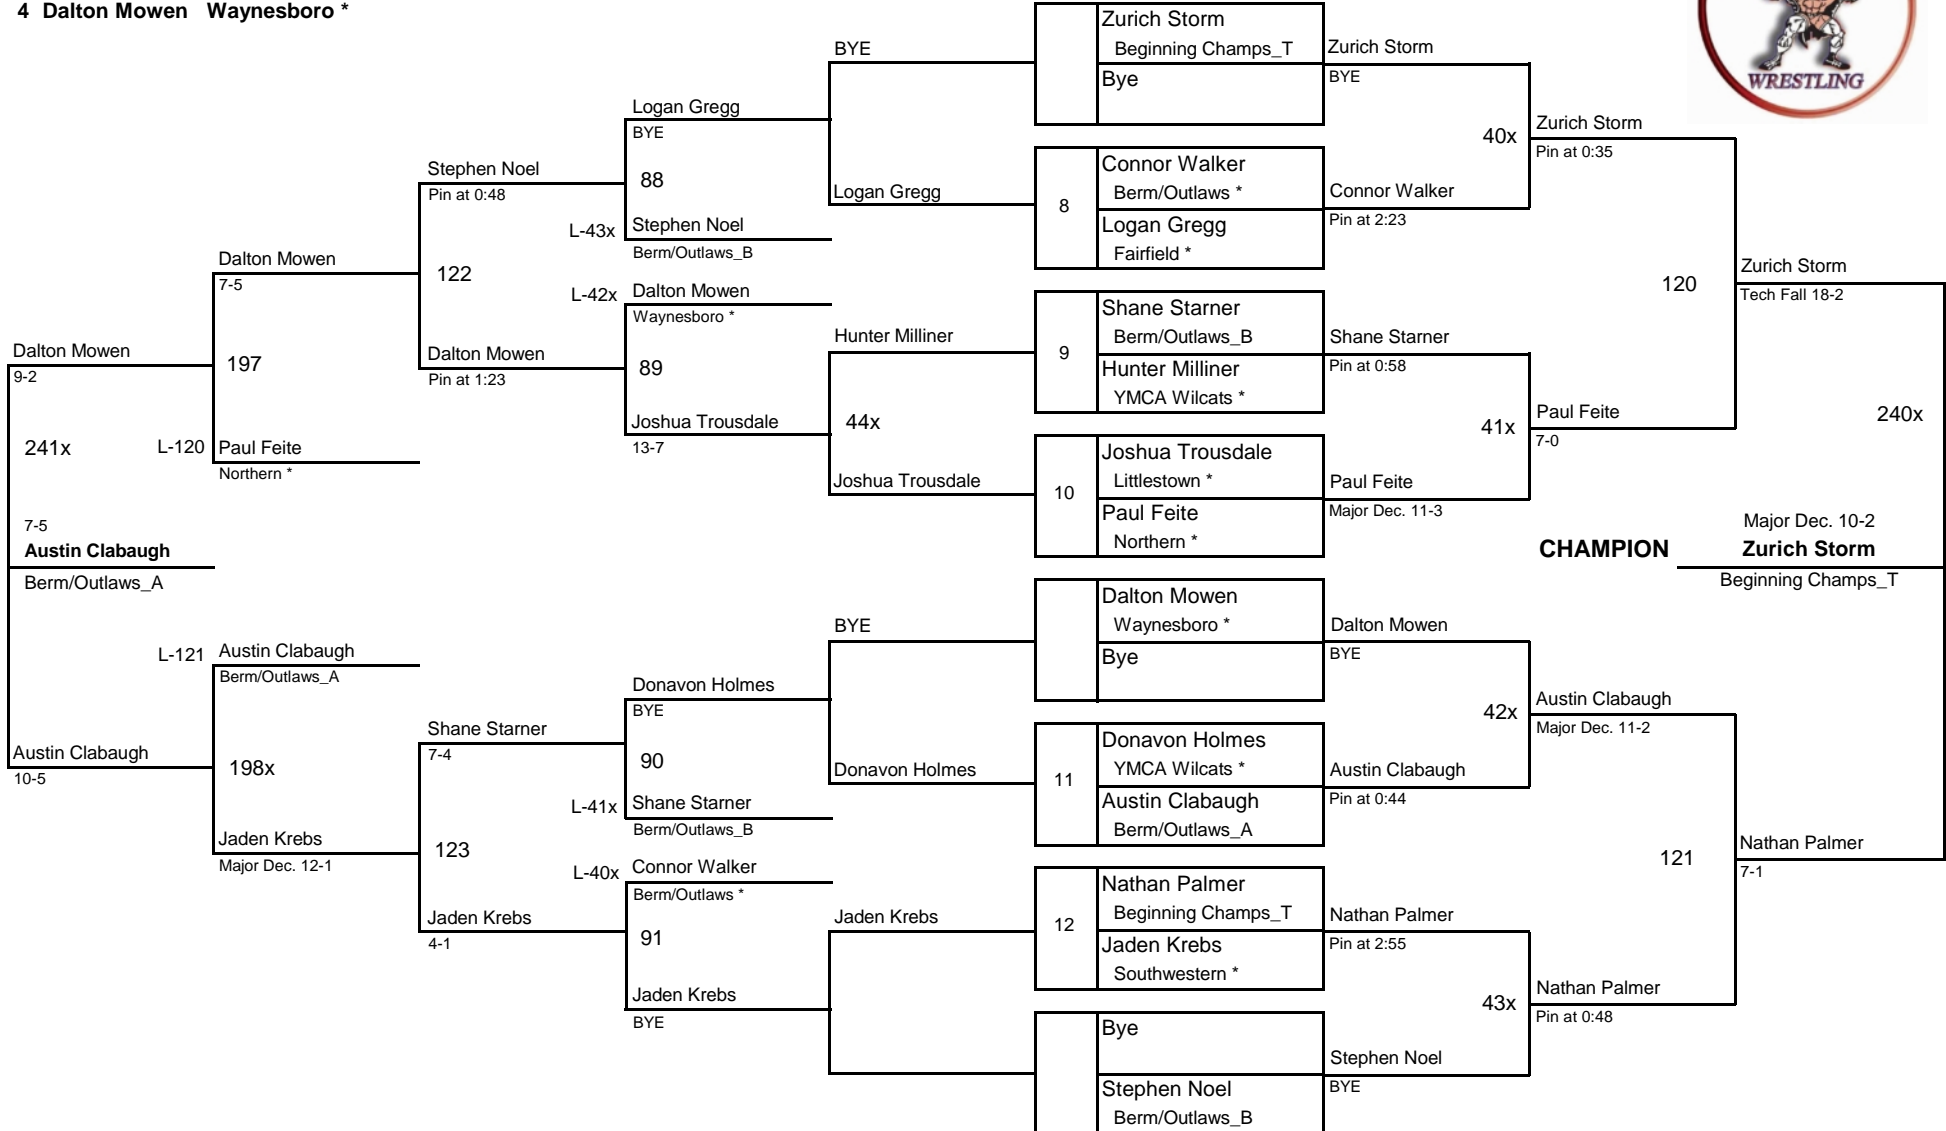 4 Dalton Mowen Waynesboro *
WRESTLING
Dalton Mowen
9-2
241x
7-5
Austin Clabaugh
Berm/Outlaws_A
Austin Clabaugh
10-5
Dalton Mowen
7-5
197
L-120 Paul Feite
Northern *
L-121 Austin Clabaugh
Berm/Outlaws_A
198x
Jaden Krebs
Major Dec. 12-1
Stephen Noel
Pin at 0:48
122
Dalton Mowen
Pin at 1:23
Shane Starner
7-4
123
Jaden Krebs
4-1
Logan Gregg
BYE
88
L-43x Stephen Noel
Berm/Outlaws_B
L-42x Dalton Mowen
Waynesboro *
89
Joshua Trousdale
13-7
Donavon Holmes
BYE
90
L-41x Shane Starner
Berm/Outlaws_B
L-40x Connor Walker
Berm/Outlaws *
91
Jaden Krebs
BYE
BYE
Logan Gregg
Hunter Milliner
44x
Joshua Trousdale
BYE
Donavon Holmes
Jaden Krebs
Zurich Storm
Beginning Champs_T
Bye
8
Connor Walker
Berm/Outlaws *
Logan Gregg
Fairfield *
9
Shane Starner
Berm/Outlaws_B
Hunter Milliner
YMCA Wilcats *
10
Joshua Trousdale
Littlestown *
Paul Feite
Northern *
Dalton Mowen
Waynesboro *
Bye
11
Donavon Holmes
YMCA Wilcats *
Austin Clabaugh
Berm/Outlaws_A
12
Nathan Palmer
Beginning Champs_T
Jaden Krebs
Southwestern *
Bye
Stephen Noel
Berm/Outlaws_B
Zurich Storm
BYE
40x
Connor Walker
Pin at 2:23
Shane Starner
Pin at 0:58
41x
Paul Feite
Major Dec. 11-3
Dalton Mowen
BYE
42x
Austin Clabaugh
Pin at 0:44
Nathan Palmer
Pin at 2:55
43x
Stephen Noel
BYE
Zurich Storm
Pin at 0:35
120
Paul Feite
7-0
Austin Clabaugh
Major Dec. 11-2
121
Nathan Palmer
Pin at 0:48
Zurich Storm
Tech Fall 18-2
240x
Major Dec. 10-2
CHAMPION Zurich Storm
Beginning Champs_T
Nathan Palmer
7-1